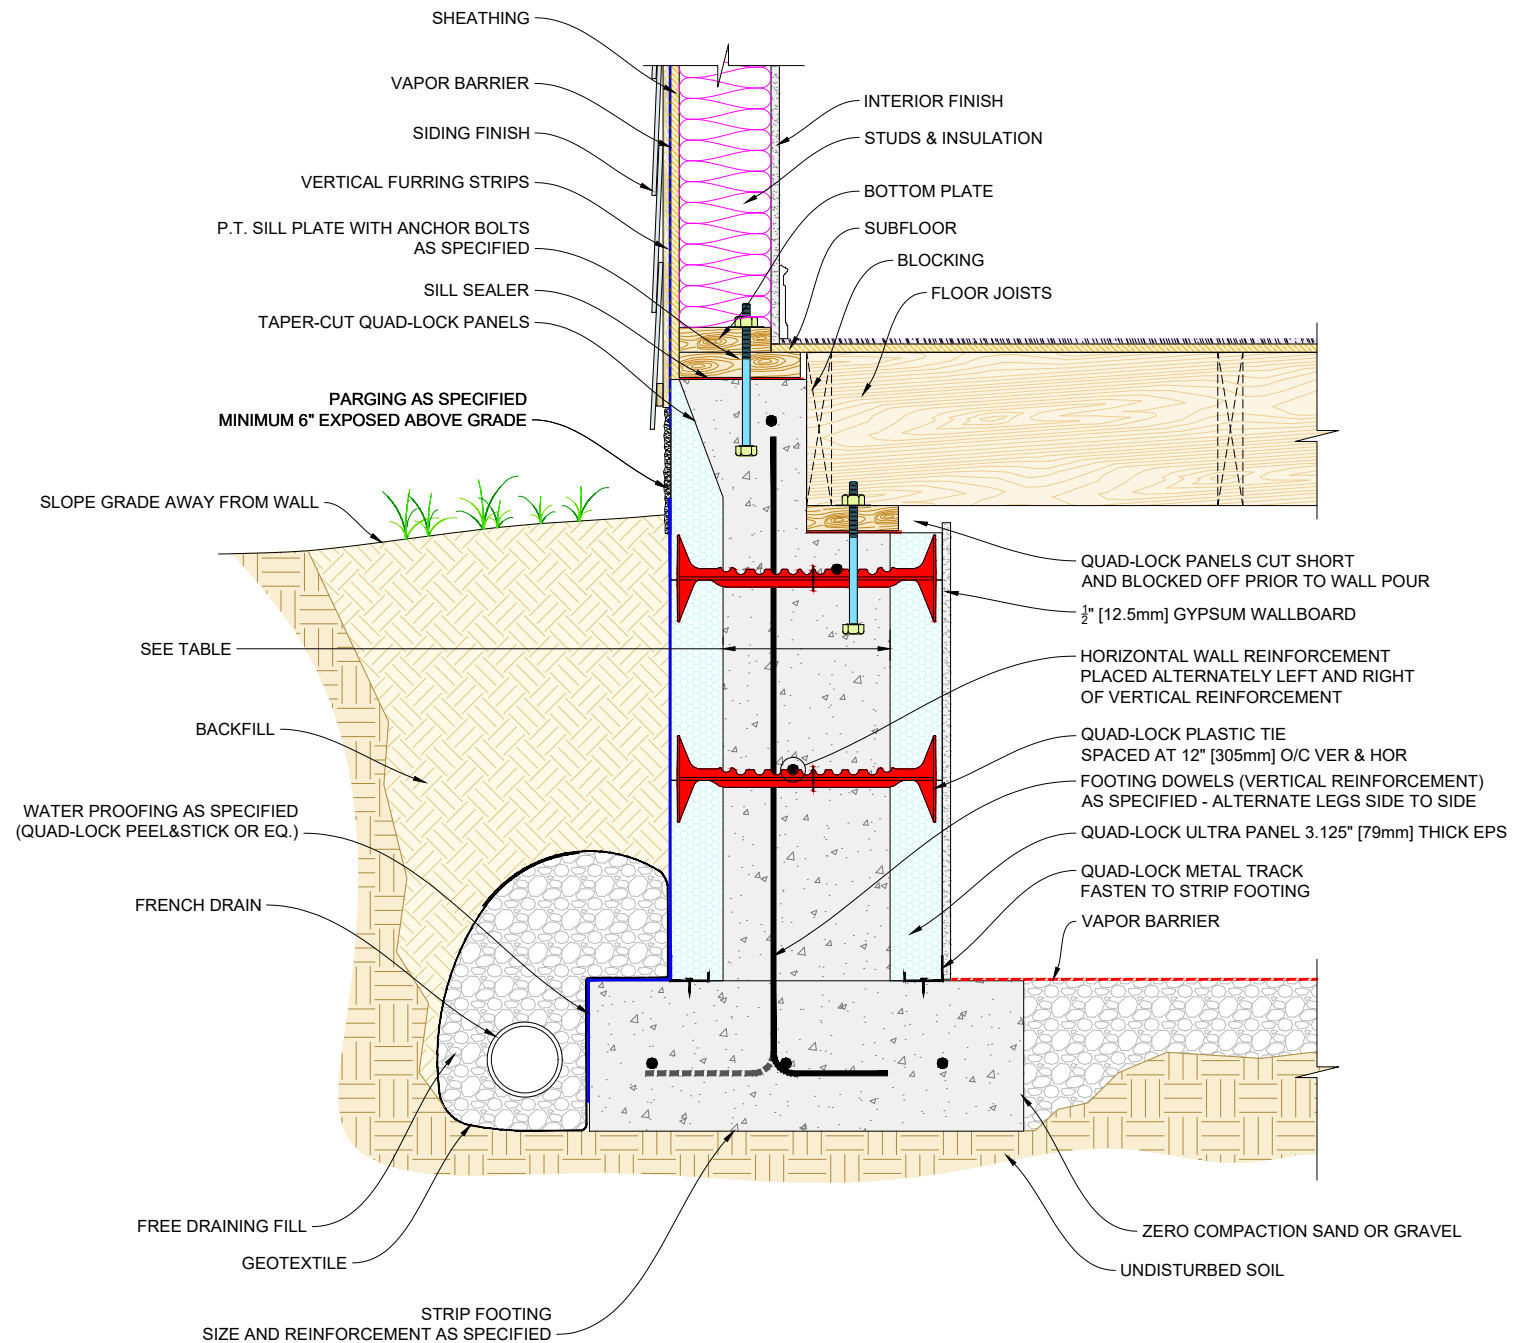 SHEATHING
VAPOR BARRIER
SIDING FINISH
VERTICAL FURRING STRIPS
P.T. SILL PLATE WITH ANCHOR BOLTS
AS SPECIFIED
SILL SEALER
TAPER-CUT QUAD-LOCK PANELS
PARGING AS SPECIFIED
MINIMUM 6" EXPOSED ABOVE GRADE
SLOPE GRADE AWAY FROM WALL
SEE TABLE
BACKFILL
WATER PROOFING AS SPECIFIED
(QUAD-LOCK PEEL&STICK OR EQ.)
FRENCH DRAIN
FREE DRAINING FILL
GEOTEXTILE
STRIP FOOTING
SIZE AND REINFORCEMENT AS SPECIFIED
INTERIOR FINISH
STUDS & INSULATION
BOTTOM PLATE
SUBFLOOR
BLOCKING
FLOOR JOISTS
QUAD-LOCK PANELS CUT SHORT
AND BLOCKED OFF PRIOR TO WALL POUR
½" [12.5mm] GYPSUM WALLBOARD
HORIZONTAL WALL REINFORCEMENT
PLACED ALTERNATELY LEFT AND RIGHT
OF VERTICAL REINFORCEMENT
QUAD-LOCK PLASTIC TIE
SPACED AT 12" [305mm] O/C VER & HOR
FOOTING DOWELS (VERTICAL REINFORCEMENT)
AS SPECIFIED - ALTERNATE LEGS SIDE TO SIDE
QUAD-LOCK ULTRA PANEL 3.125" [79mm] THICK EPS
QUAD-LOCK METAL TRACK
FASTEN TO STRIP FOOTING
VAPOR BARRIER
ZERO COMPACTION SAND OR GRAVEL
UNDISTURBED SOIL